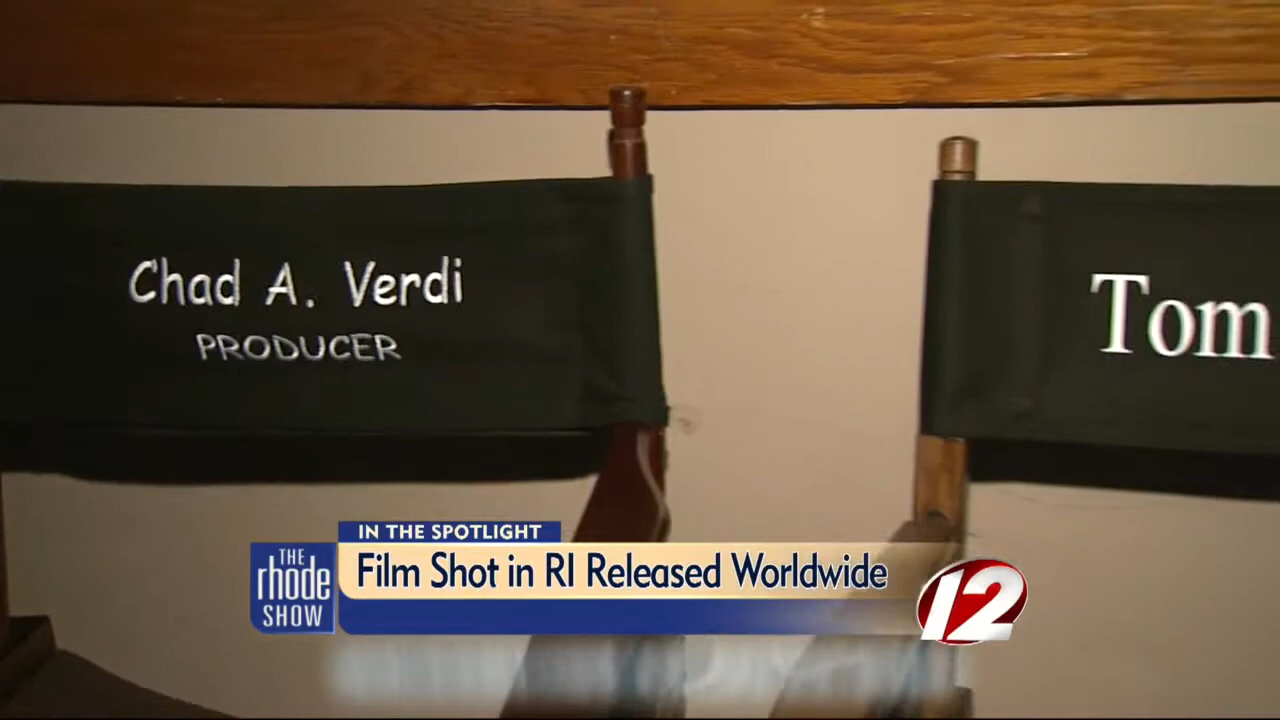 Chad A. Verdi
PRODUCER
Tom
IN THE SPOTLIGHT
THE
rhode
SHOW
Film Shot in RI Released Worldwide
12